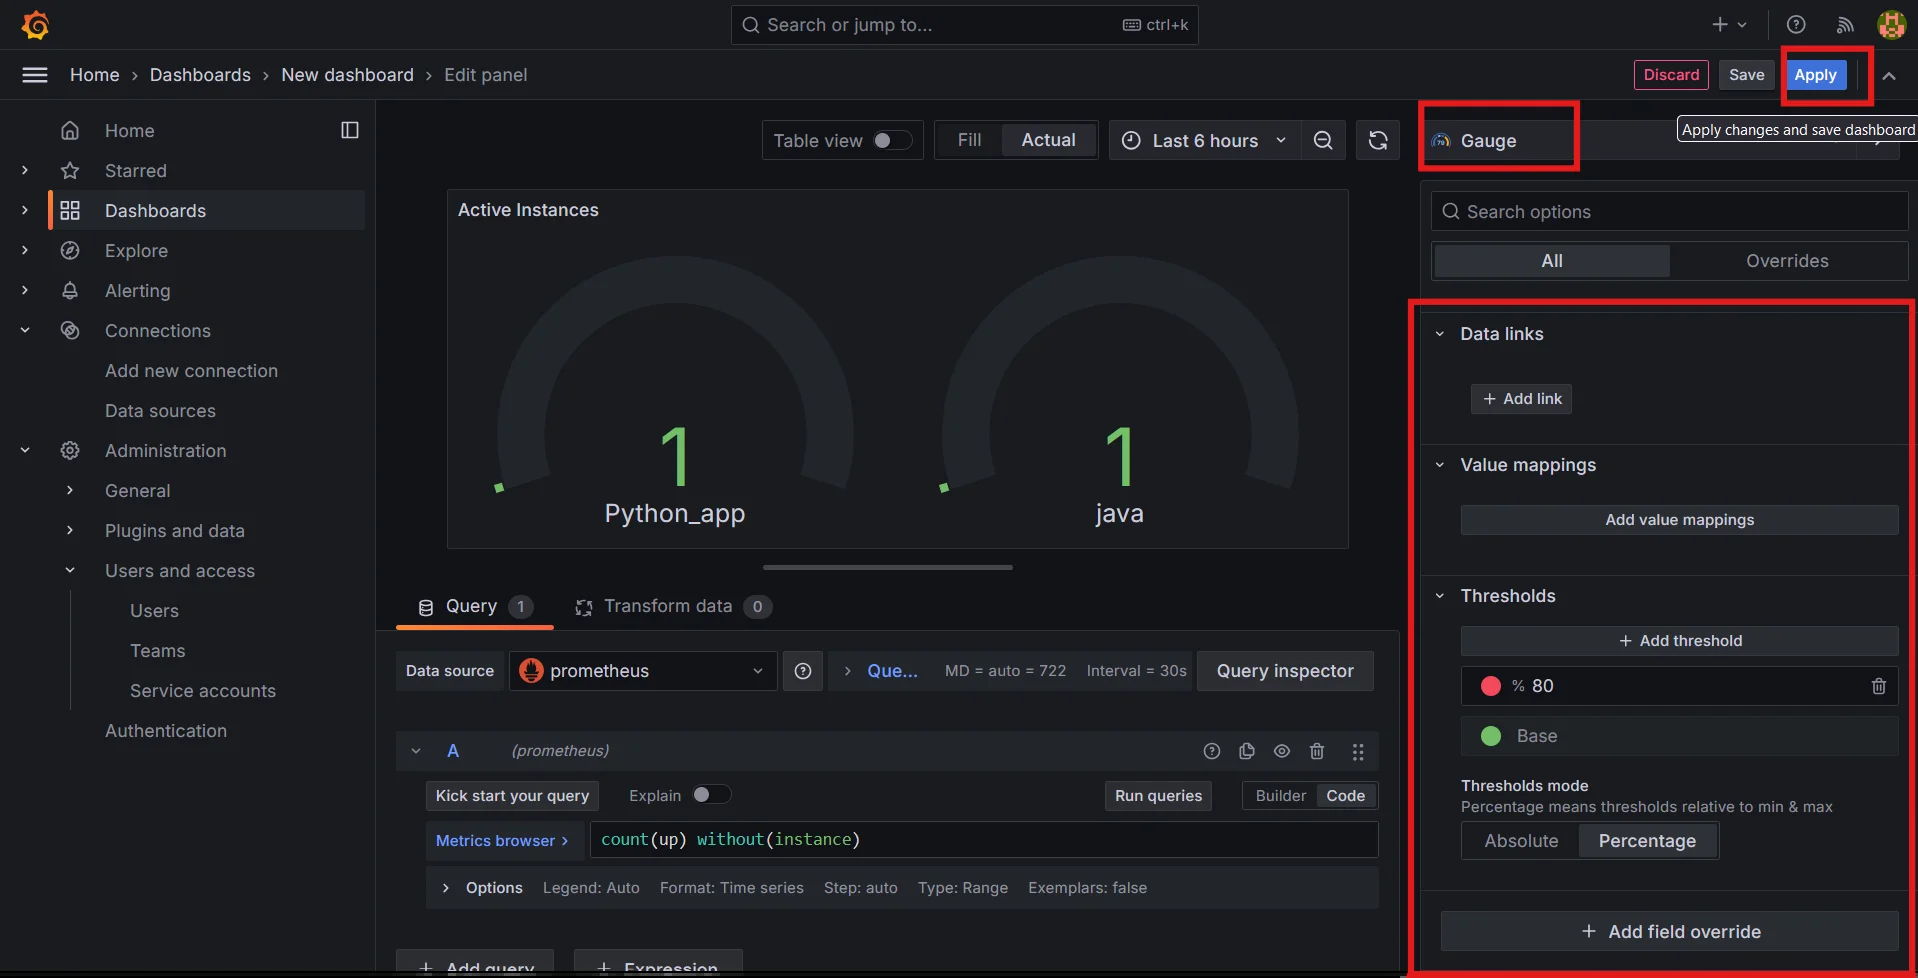 Search or jump to...
ctrl+k
Home › Dashboards › New dashboard › Edit panel
Discard
Save
Apply
Apply changes and save dashboard
Home
Starred
Dashboards
Explore
Alerting
Connections
Add new connection
Data sources
Administration
General
Plugins and data
Users and access
Users
Teams
Service accounts
Authentication
Table view
Fill
Actual
Last 6 hours
Active Instances
1
Python_app
1
java
Query 1
Transform data 0
Data source
prometheus
Que...
MD = auto = 722
Interval = 30s
Query inspector
A
(prometheus)
Kick start your query
Explain
Run queries
Builder
Code
Metrics browser ›
count(up) without(instance)
Options
Legend: Auto
Format: Time series
Step: auto
Type: Range
Exemplars: false
+ Add query
+ Expression
Gauge
Search options
All
Overrides
Data links
+ Add link
Value mappings
Add value mappings
Thresholds
+ Add threshold
% 80
Base
Thresholds mode
Percentage means thresholds relative to min & max
Absolute
Percentage
+ Add field override